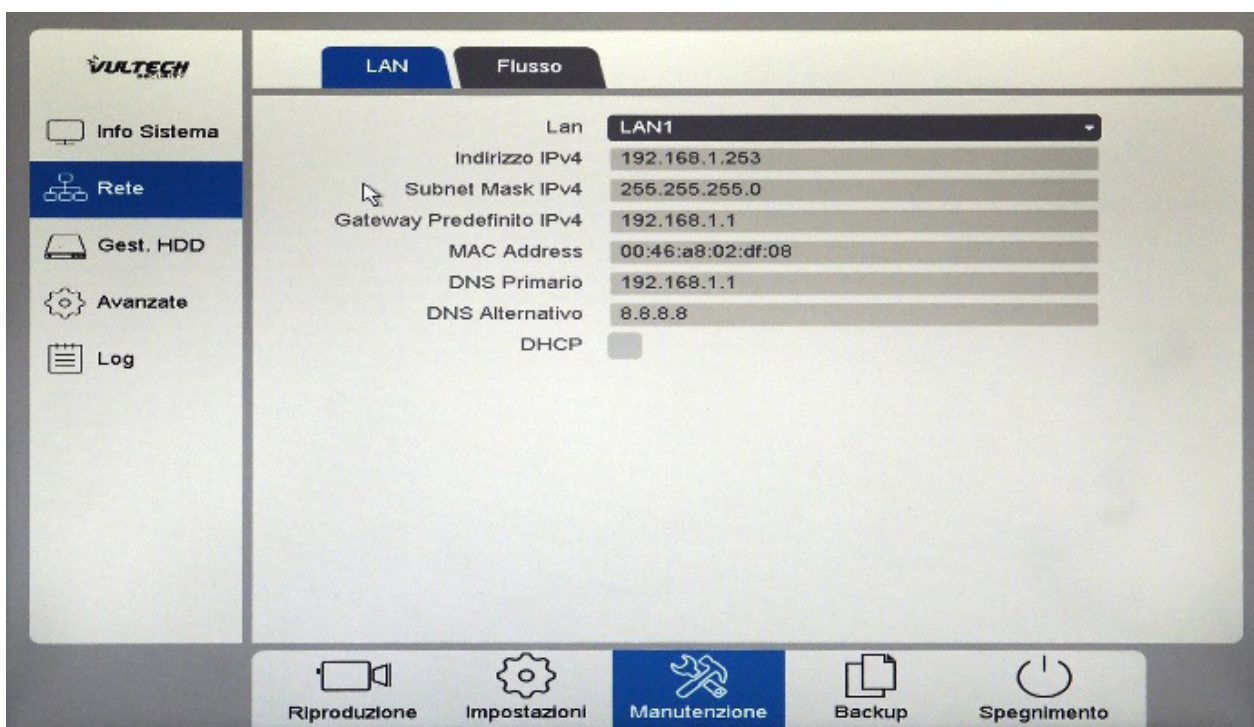 VULTECH
SECURITY
LAN
Flusso
Info Sistema
Rete
Gest. HDD
Avanzate
Log
Lan LAN1
Indirizzo IPv4 192.168.1.253
Subnet Mask IPv4 255.255.255.0
Gateway Predefinito IPv4 192.168.1.1
MAC Address 00:46:a8:02:df:08
DNS Primario 192.168.1.1
DNS Alternativo 8.8.8.8
DHCP
Riproduzione
Impostazioni
Manutenzione
Backup
Spegnimento